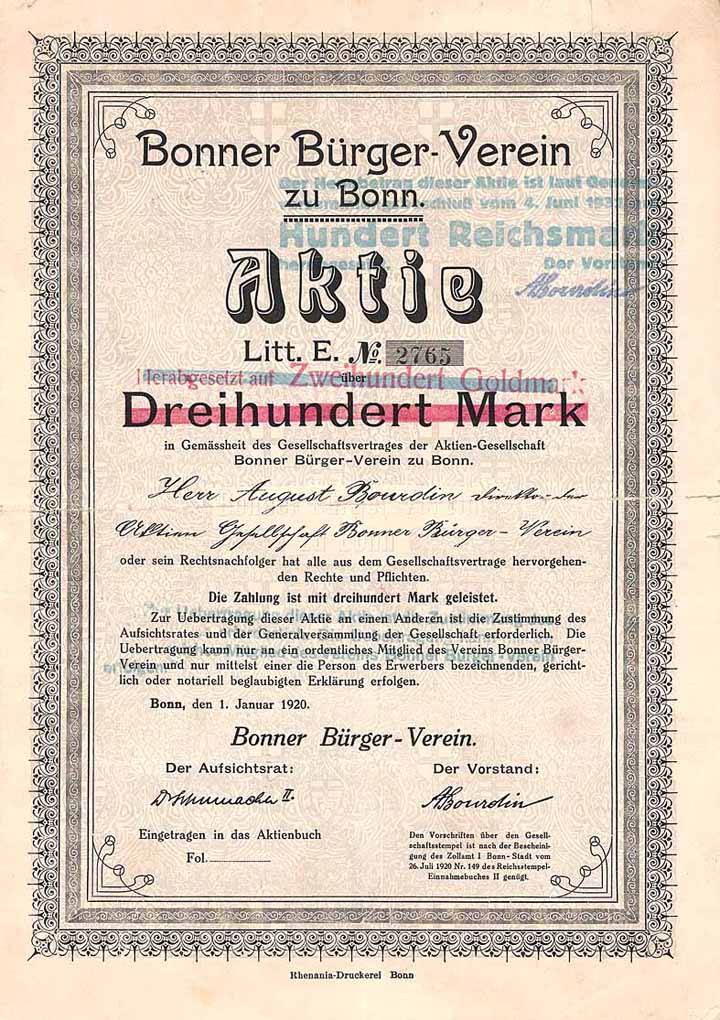 Bonner Bürger-Verein
zu Bonn.
Der Nennbetrag dieser Aktie ist laut
vom 4. Juni
Hundert Reichsmark
Der Vorstand
ABourdin
Aktie
Litt. E. No. 2765
Herabgesetzt auf Zweihundert Goldmark
über
Dreihundert Mark
in Gemässheit des Gesellschaftsvertrages der Aktien-Gesellschaft
Bonner Bürger-Verein zu Bonn.
Herr August Bourdin Direktor der
Aktien Gesellschaft Bonner Bürger-Verein
oder sein Rechtsnachfolger hat alle aus dem Gesellschaftsvertrage hervorgehen-
den Rechte und Pflichten.
Die Zahlung ist mit dreihundert Mark geleistet.
Zur Uebertragung dieser Aktie an einen Anderen ist die Zustimmung des
Aufsichtsrates und der Generalversammlung der Gesellschaft erforderlich. Die
Uebertragung kann nur an ein ordentliches Mitglied des Vereins Bonner Bürger-
Verein und nur mittelst einer die Person des Erwerbers bezeichnenden, gericht-
lich oder notariell beglaubigten Erklärung erfolgen.
Bonn, den 1. Januar 1920.
Bonner Bürger-Verein.
Der Aufsichtsrat: Der Vorstand:
Dr Schumacher II. ABourdin
Eingetragen in das Aktienbuch
Fol.
Den Vorschriften über den Gesell-
schaftsstempel ist nach der Bescheini-
gung des Zollamt I Bonn-Stadt vom
26. Juli 1920 Nr. 149 des Reichsstempel-
Einnahmebuches II genügt.
Rhenania-Druckerei Bonn